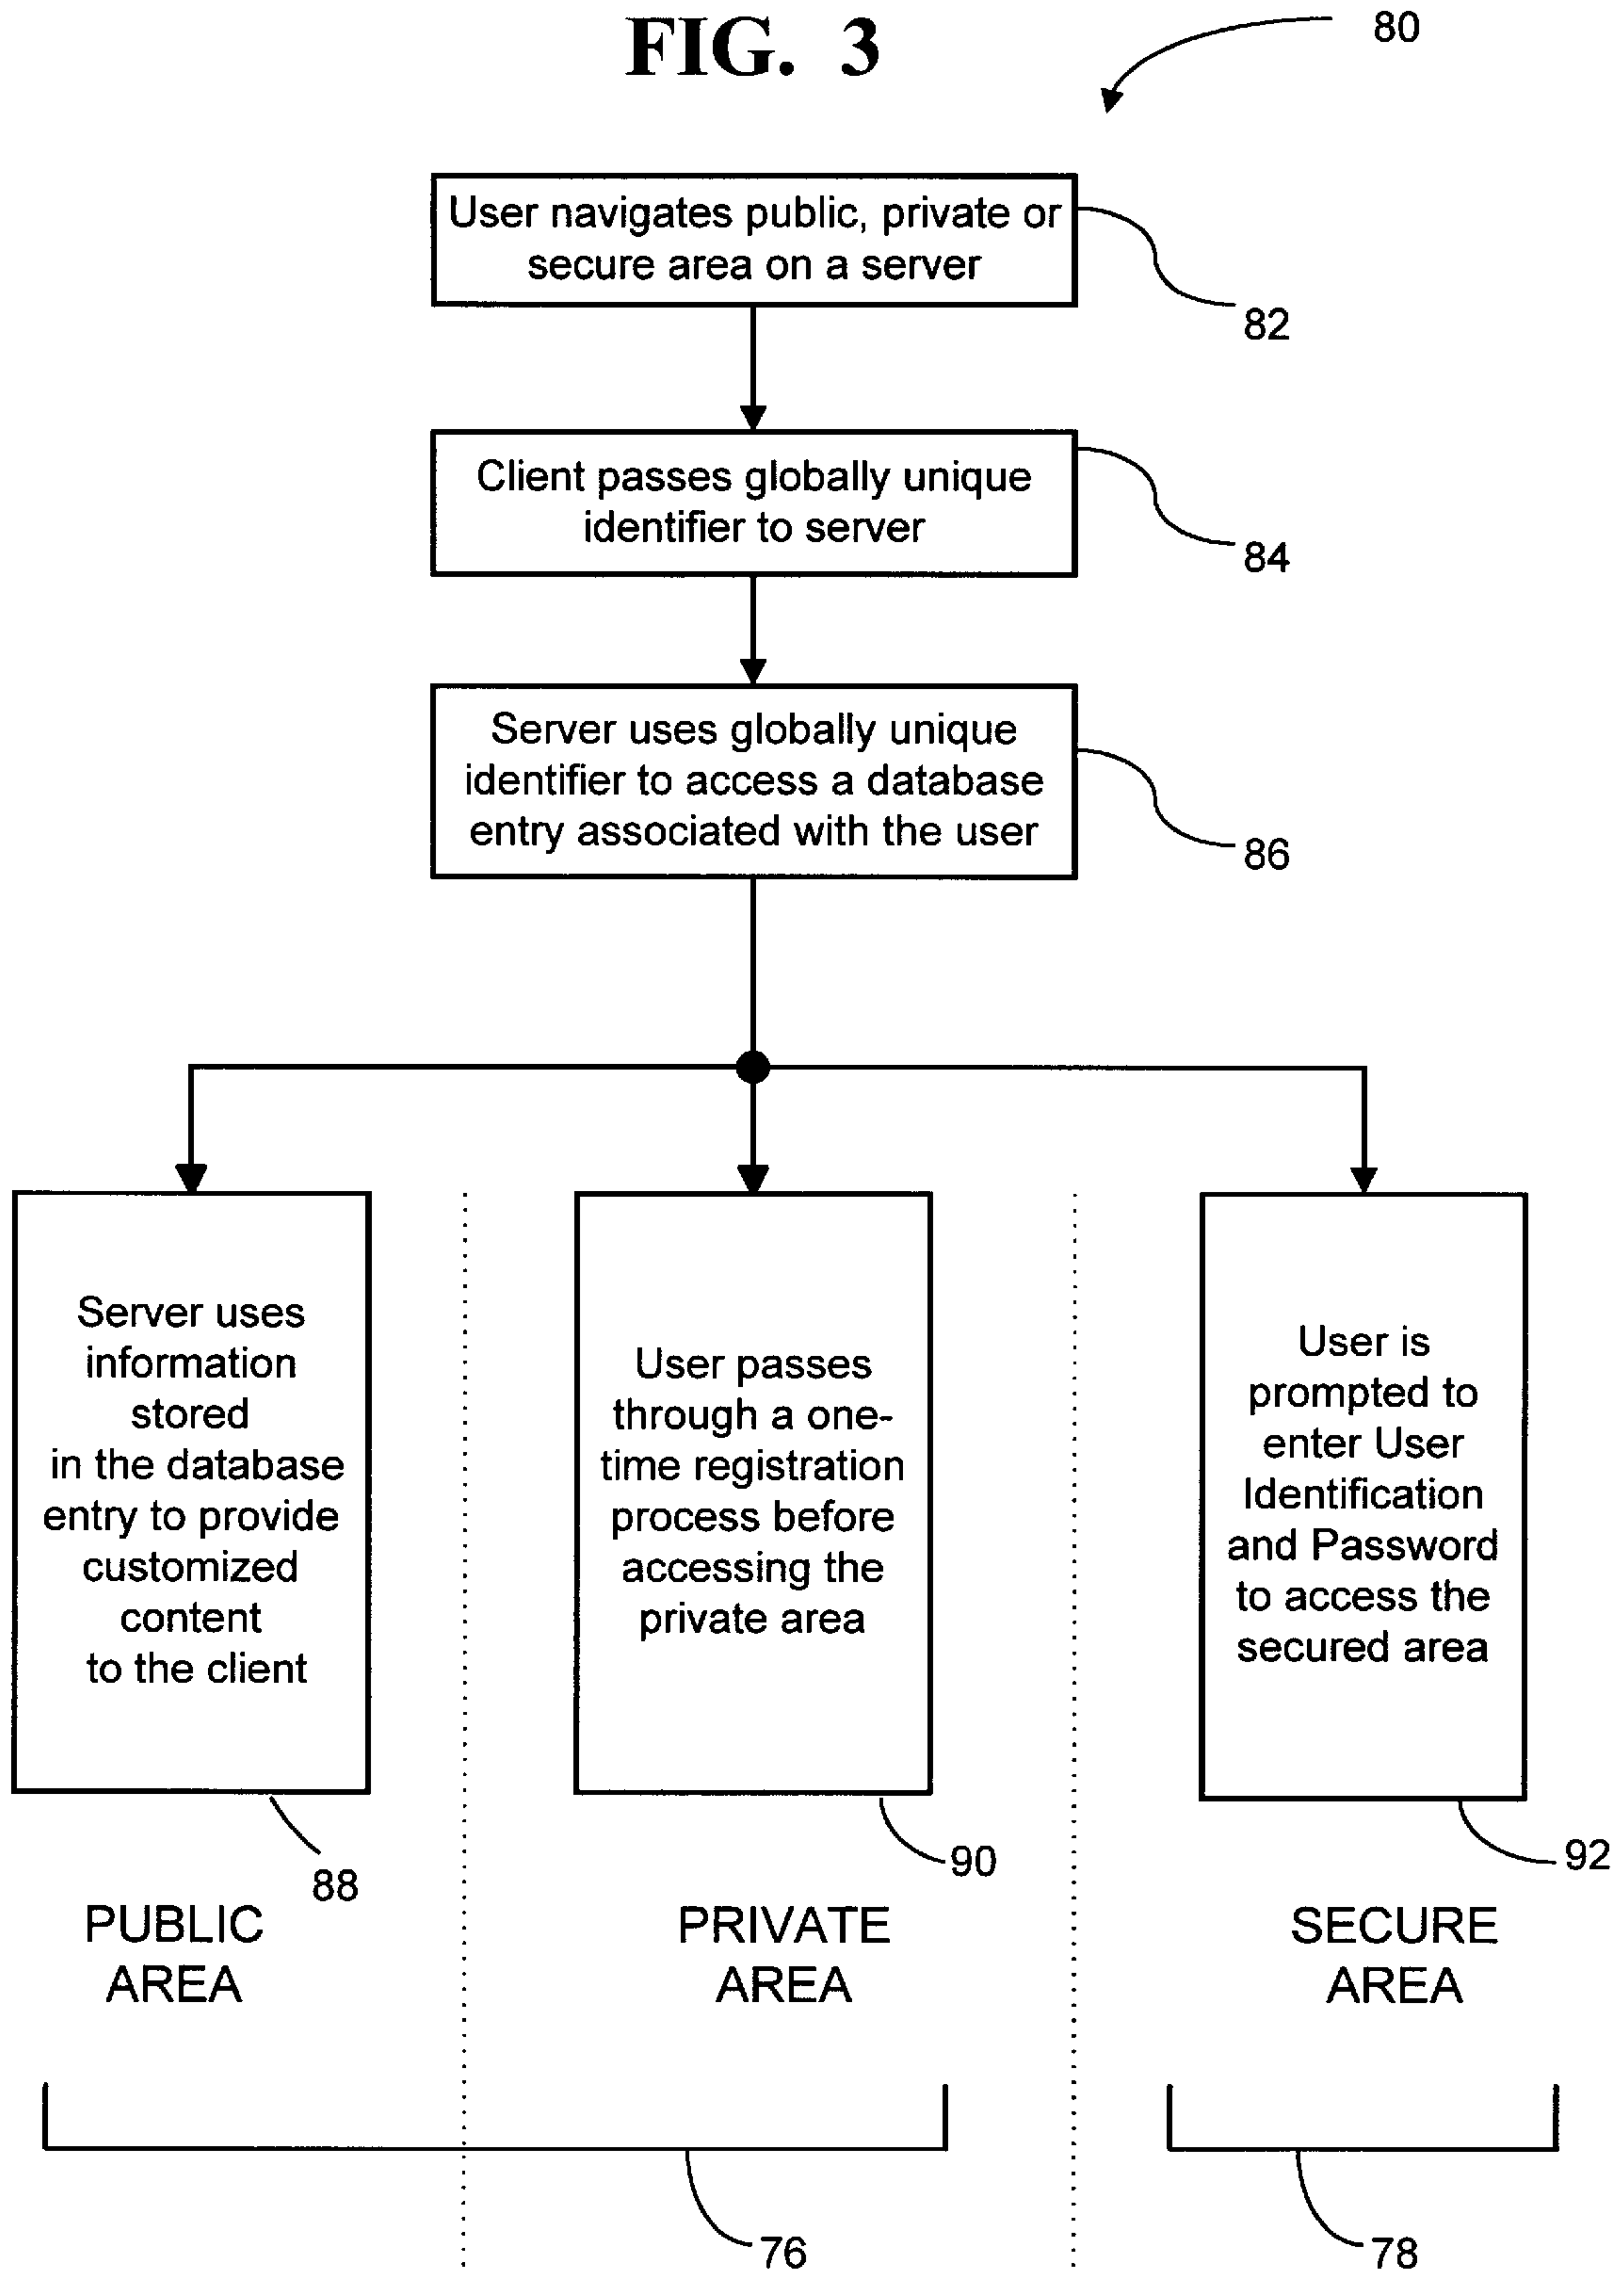 FIG. 3
80
User navigates public, private or
secure area on a server
82
Client passes globally unique
identifier to server
84
Server uses globally unique
identifier to access a database
entry associated with the user
86
Server uses
information
stored
in the database
entry to provide
customized
content
to the client
88
User passes
through a one-
time registration
process before
accessing the
private area
90
User is
prompted to
enter User
Identification
and Password
to access the
secured area
92
PUBLIC
AREA
PRIVATE
AREA
SECURE
AREA
76
78